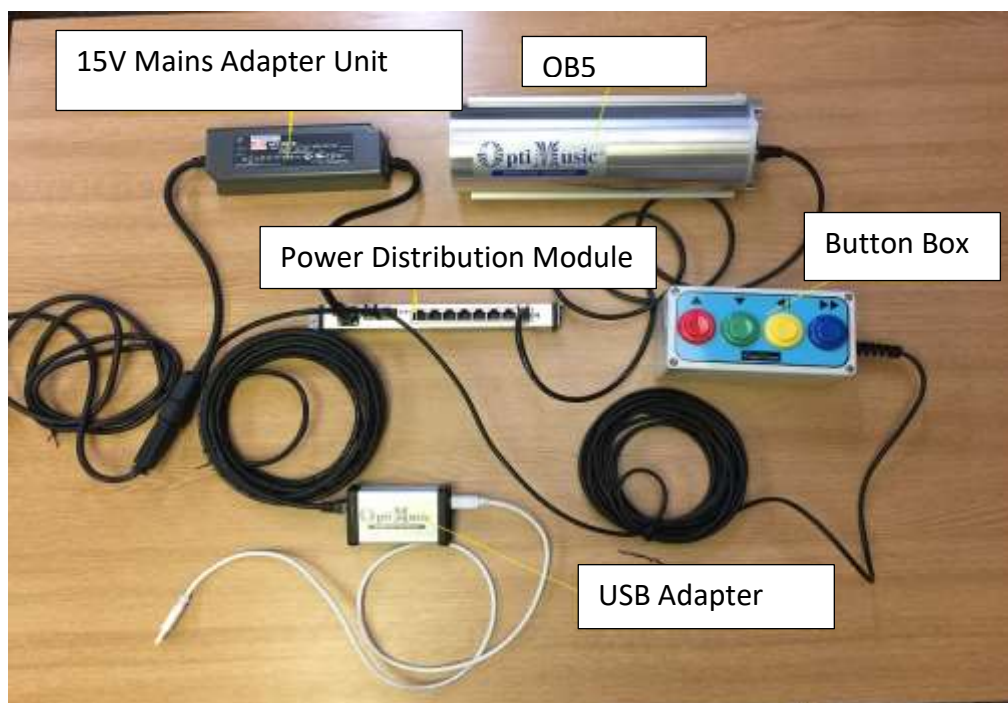 15V Mains Adapter Unit
OB5
OptiMusic
Power Distribution Module
Button Box
OptiMusic
USB Adapter